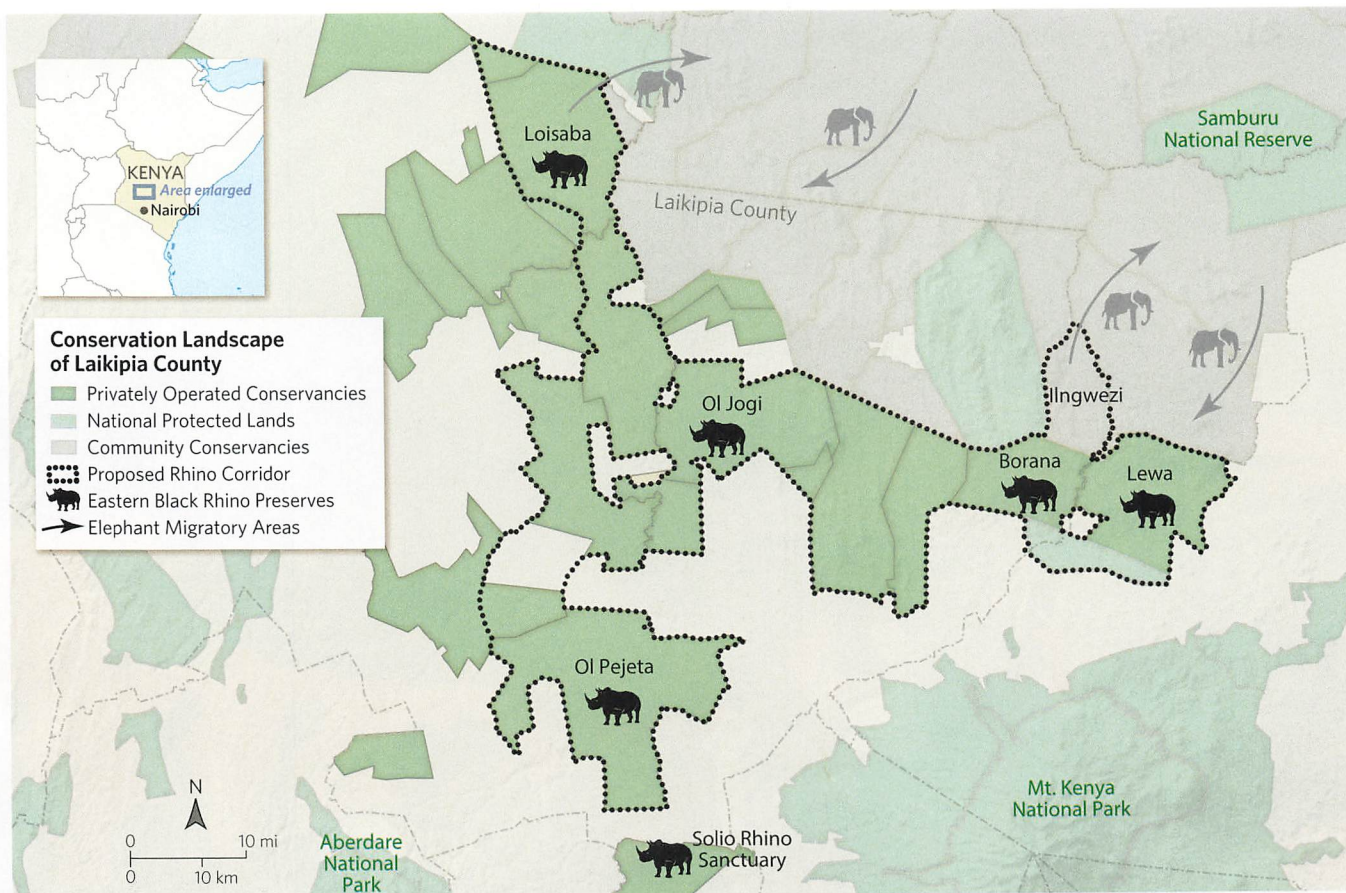 KENYA
Area enlarged
Nairobi
Conservation Landscape
of Laikipia County
Privately Operated Conservancies
National Protected Lands
Community Conservancies
Proposed Rhino Corridor
Eastern Black Rhino Preserves
Elephant Migratory Areas
Loisaba
Samburu
National Reserve
Laikipia County
Ol Jogi
IIngwezi
Borana
Lewa
Ol Pejeta
Mt. Kenya
National Park
Solio Rhino
Sanctuary
Aberdare
National
Park
N
0 10 mi
0 10 km